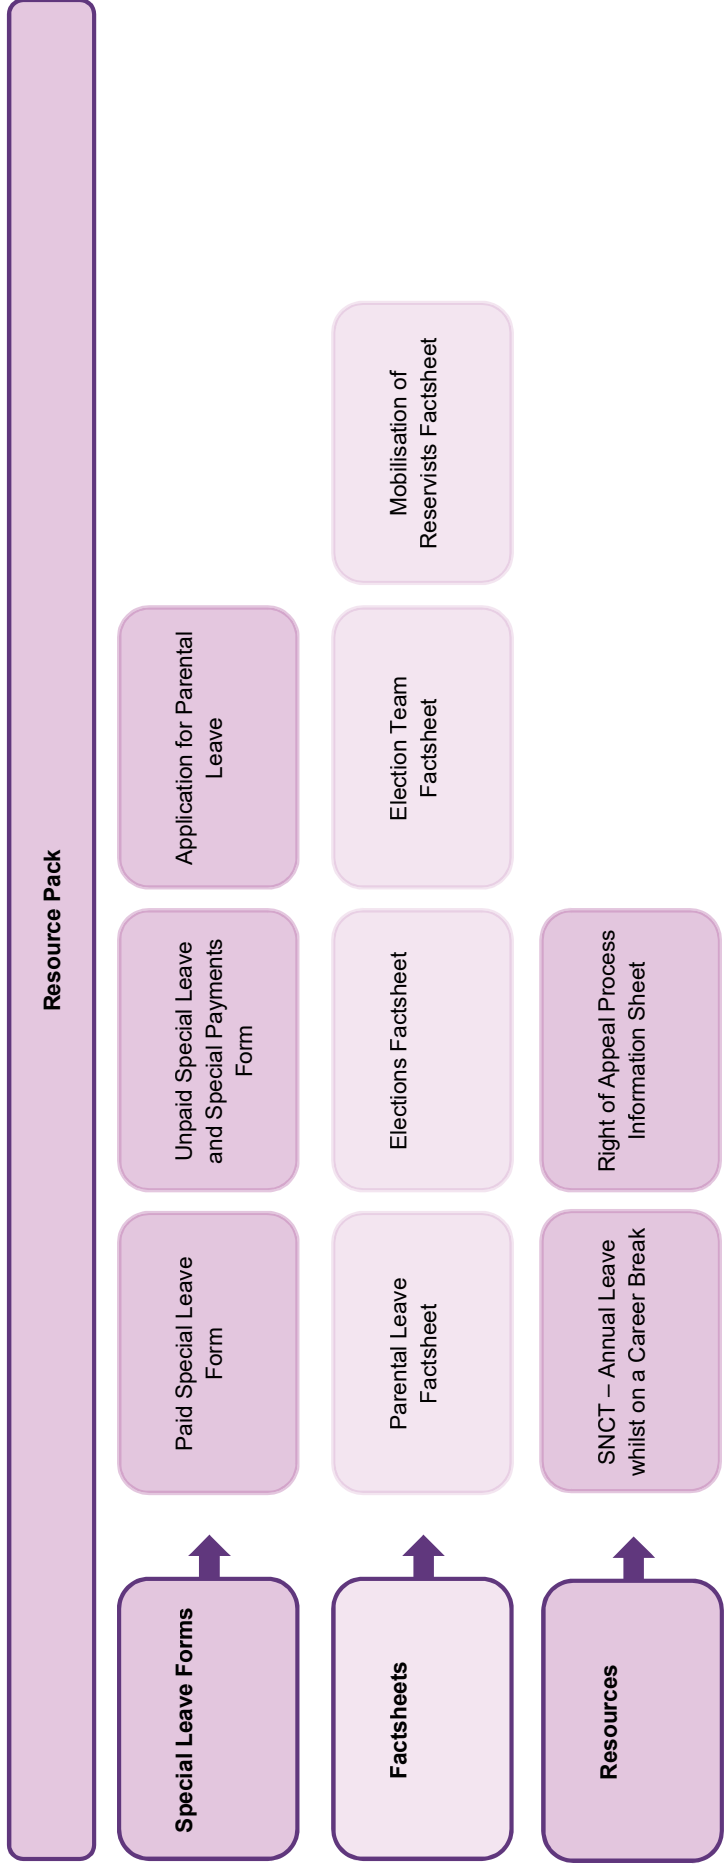 Resource Pack
Special Leave Forms
Paid Special Leave
Form
Unpaid Special Leave
and Special Payments
Form
Application for Parental
Leave
Factsheets
Parental Leave
Factsheet
Elections Factsheet
Election Team
Factsheet
Mobilisation of
Reservists Factsheet
Resources
SNCT – Annual Leave
whilst on a Career Break
Right of Appeal Process
Information Sheet